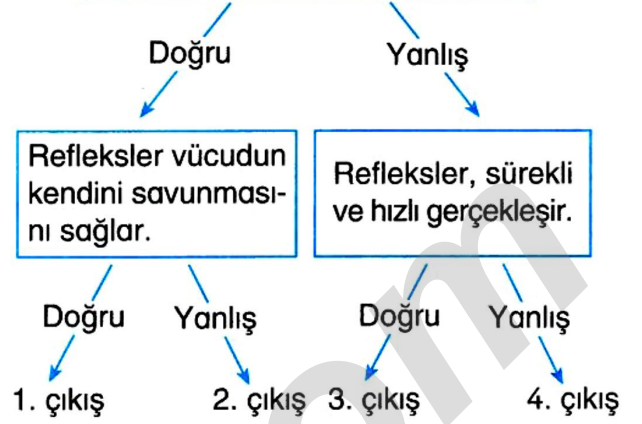 Doğru
Yanlış
Refleksler vücudun
kendini savunması-
nı sağlar.
Refleksler, sürekli
ve hızlı gerçekleşir.
Doğru
Yanlış
Doğru
Yanlış
1. çıkış
2. çıkış
3. çıkış
4. çıkış